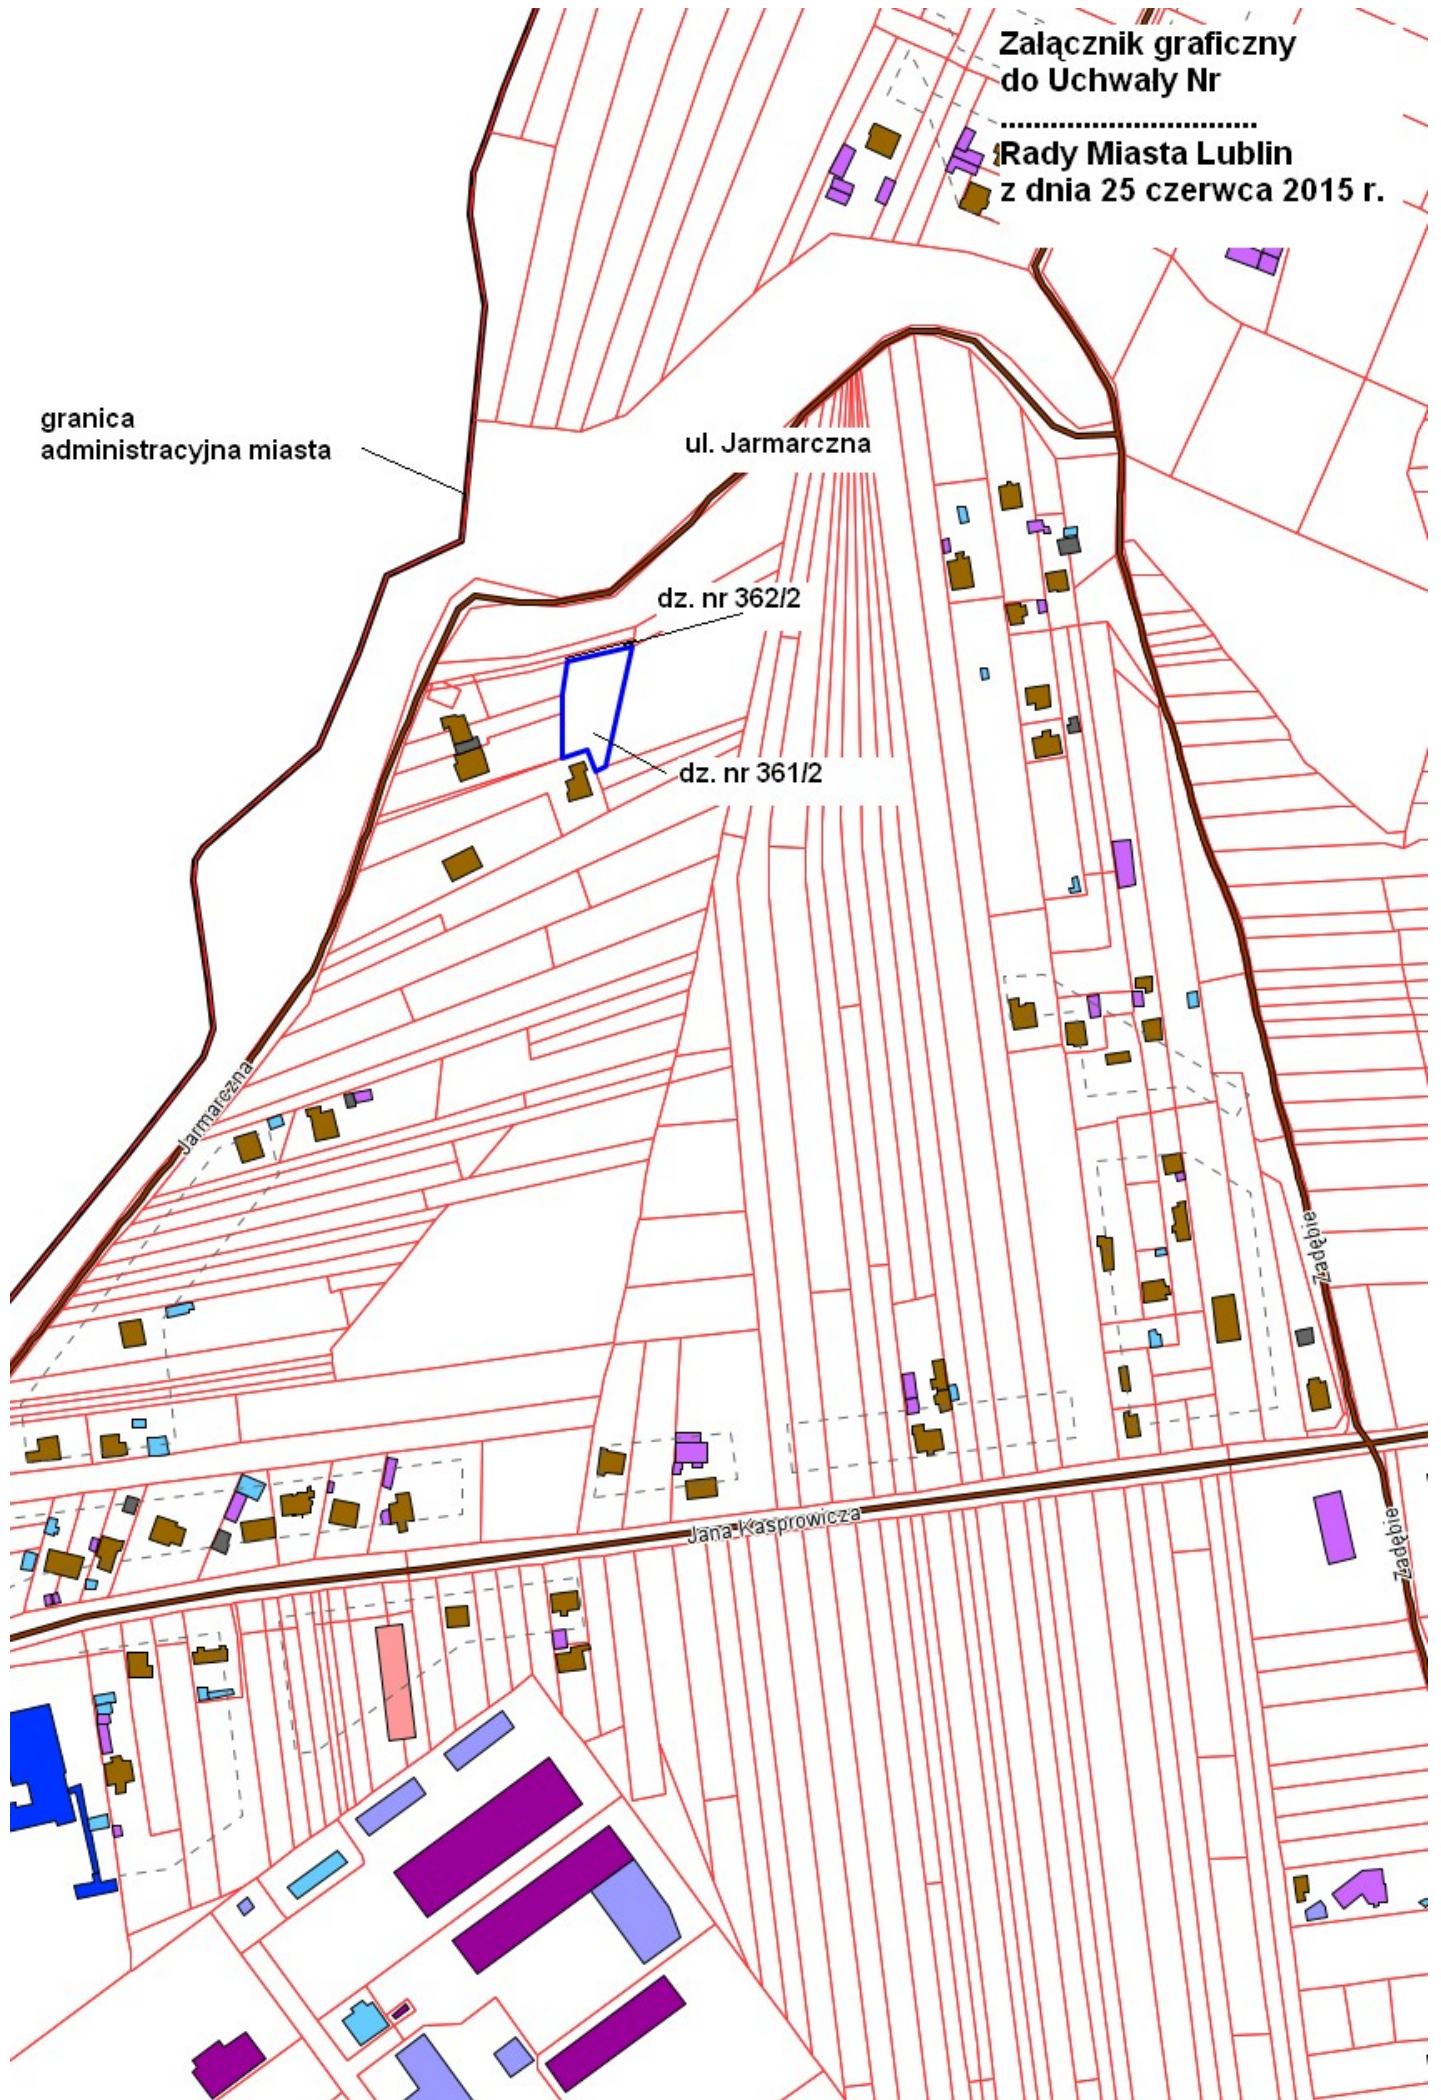 Załącznik graficzny
do Uchwały Nr
...............................
Rady Miasta Lublin
z dnia 25 czerwca 2015 r.
granica
administracyjna miasta
ul. Jarmarczna
dz. nr 362/2
dz. nr 361/2
Jarmarczna
Zadębie
Jana Kasprowicza
Zadębie